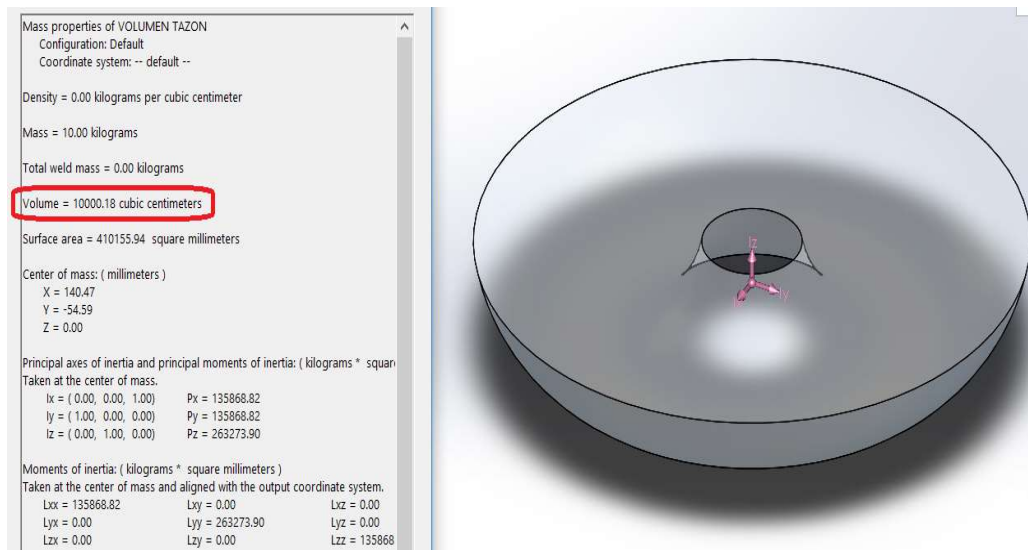 Mass properties of VOLUMEN TAZON
Configuration: Default
Coordinate system: -- default --
Density = 0.00 kilograms per cubic centimeter
Mass = 10.00 kilograms
Total weld mass = 0.00 kilograms
Volume = 10000.18 cubic centimeters
Surface area = 410155.94 square millimeters
Center of mass: ( millimeters )
X = 140.47
Y = -54.59
Z = 0.00
Principal axes of inertia and principal moments of inertia: ( kilograms * squar
Taken at the center of mass.
Ix = ( 0.00, 0.00, 1.00) Px = 135868.82
Iy = ( 1.00, 0.00, 0.00) Py = 135868.82
Iz = ( 0.00, 1.00, 0.00) Pz = 263273.90
Moments of inertia: ( kilograms * square millimeters )
Taken at the center of mass and aligned with the output coordinate system.
Lxx = 135868.82 Lxy = 0.00 Lxz = 0.00
Lyx = 0.00 Lyy = 263273.90 Lyz = 0.00
Lzx = 0.00 Lzy = 0.00 Lzz = 135868
Iz
Iy